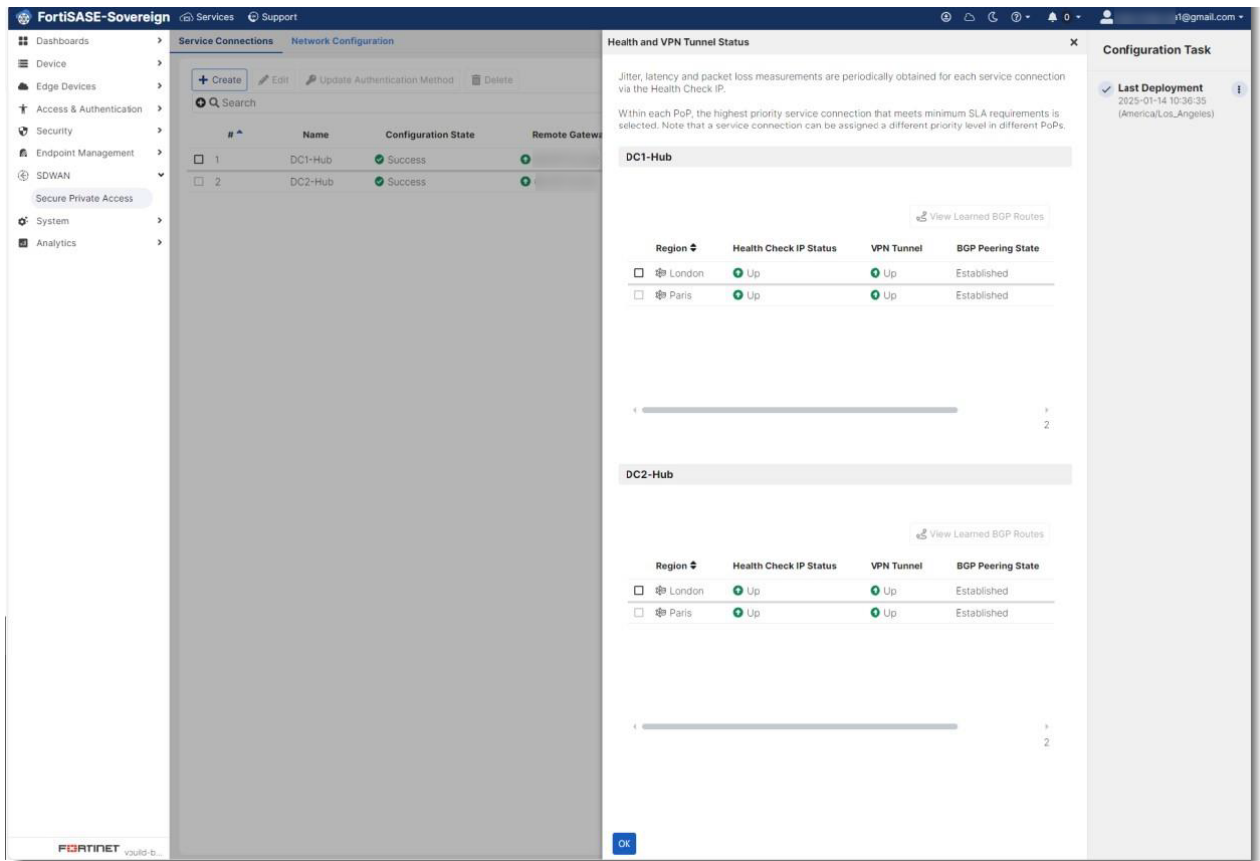 FortiSASE-Sovereign Services Support
0
1@gmail.com
Dashboards
Device
Edge Devices
Access & Authentication
Security
Endpoint Management
SDWAN
Secure Private Access
System
Analytics
FORTINET
Service Connections Network Configuration
+ Create Edit Update Authentication Method Delete
Search
# Name Configuration State Remote Gatewa
1 DC1-Hub Success
2 DC2-Hub Success
Health and VPN Tunnel Status
Jitter, latency and packet loss measurements are periodically obtained for each service connection
via the Health Check IP.
Within each PoP, the highest priority service connection that meets minimum SLA requirements is
selected. Note that a service connection can be assigned a different priority level in different PoPs.
DC1-Hub
View Learned BGP Routes
Region Health Check IP Status VPN Tunnel BGP Peering State
London Up Up Established
Paris Up Up Established
2
DC2-Hub
View Learned BGP Routes
Region Health Check IP Status VPN Tunnel BGP Peering State
London Up Up Established
Paris Up Up Established
2
OK
Configuration Task
Last Deployment
2025-01-14 10:36:35
(America/Los_Angeles)